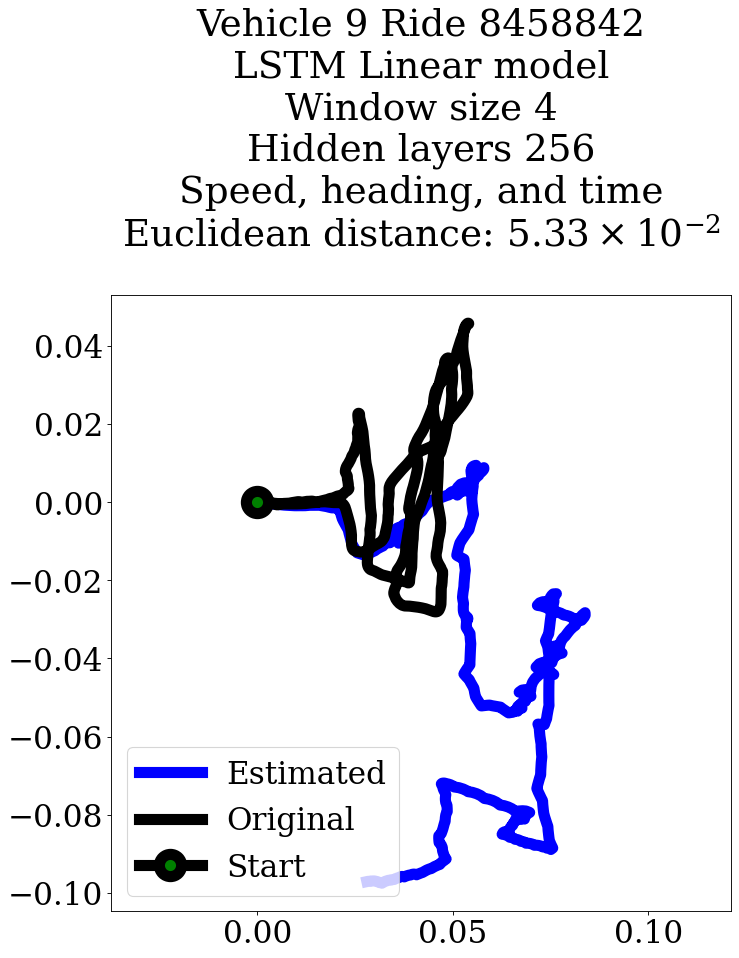 Vehicle 9 Ride 8458842
LSTM Linear model
Window size 4
Hidden layers 256
Speed, heading, and time
Euclidean distance: 5.33 × 10⁻²
0.04
0.02
0.00
−0.02
−0.04
−0.06
−0.08
−0.10
Estimated
Original
Start
0.00 0.05 0.10